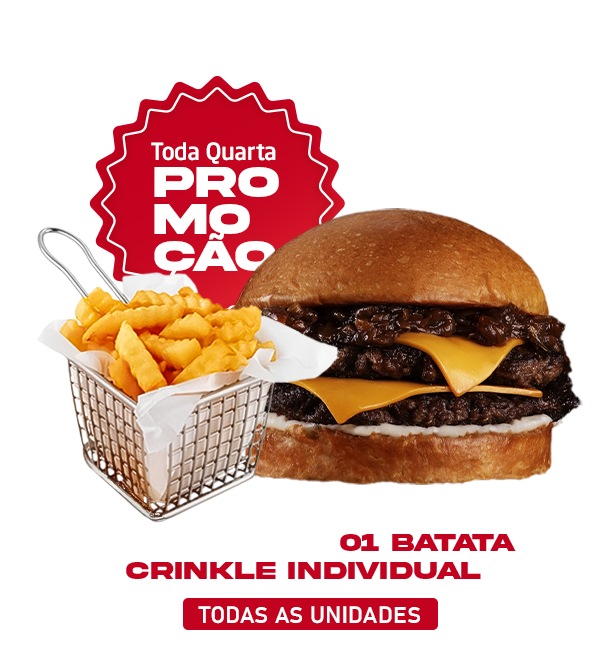 Toda Quarta
PRO
MO
ÇÃO
01 BATATA
CRINKLE INDIVIDUAL
TODAS AS UNIDADES